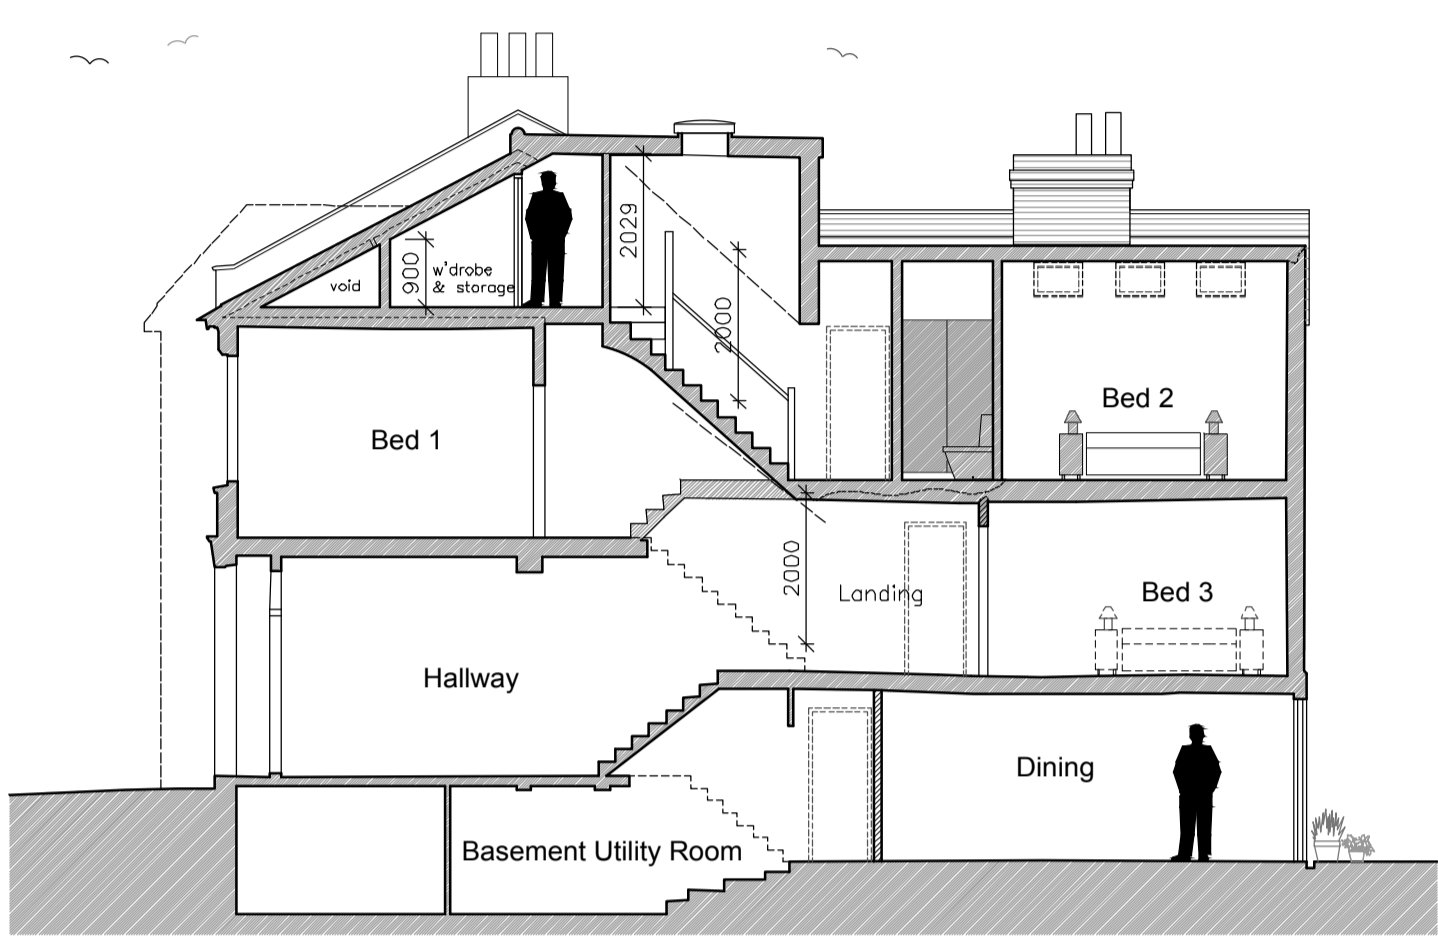 2029
900
w'drobe
& storage
void
2000
Bed 2
Bed 1
2000
Landing
Bed 3
Hallway
Dining
Basement Utility Room